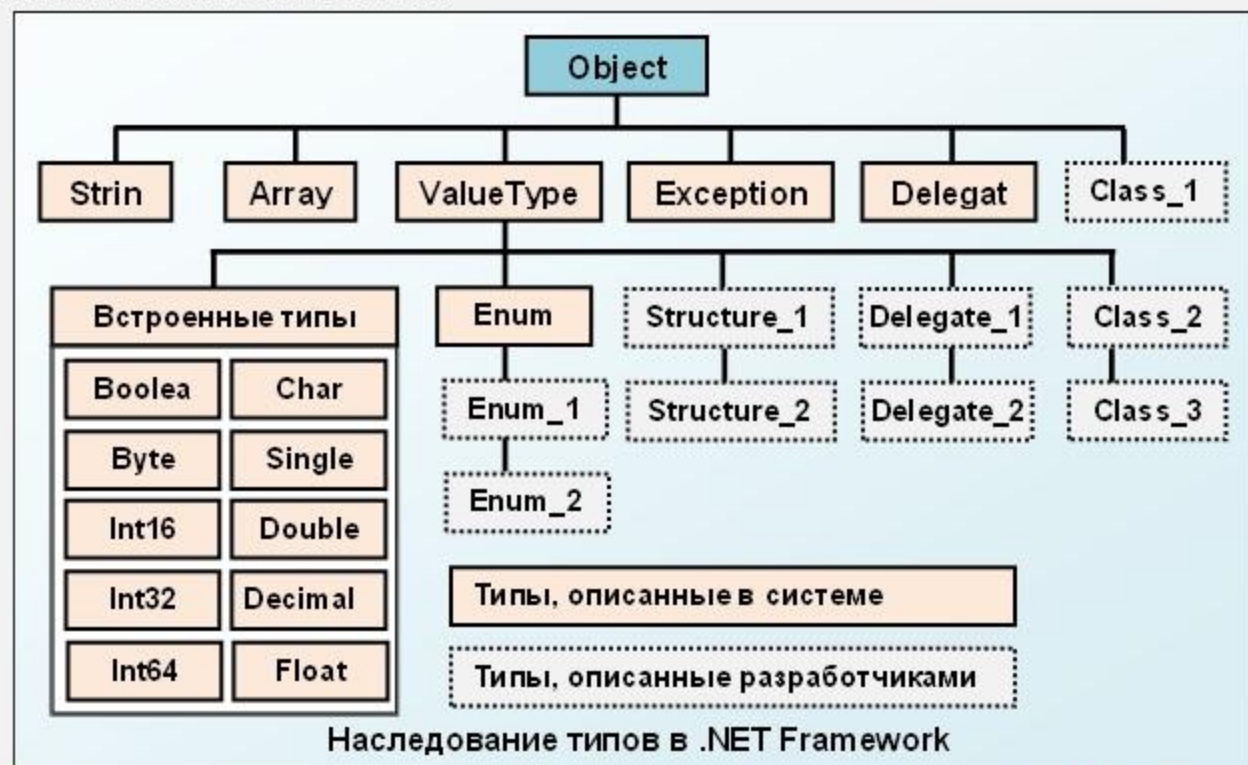 Object
Strin
Array
ValueType
Exception
Delegat
Class_1
Встроенные типы
Enum
Structure_1
Delegate_1
Class_2
Boolea
Char
Enum_1
Structure_2
Delegate_2
Class_3
Byte
Single
Enum_2
Int16
Double
Int32
Decimal
Типы, описанные в системе
Int64
Float
Типы, описанные разработчиками
Наследование типов в .NET Framework